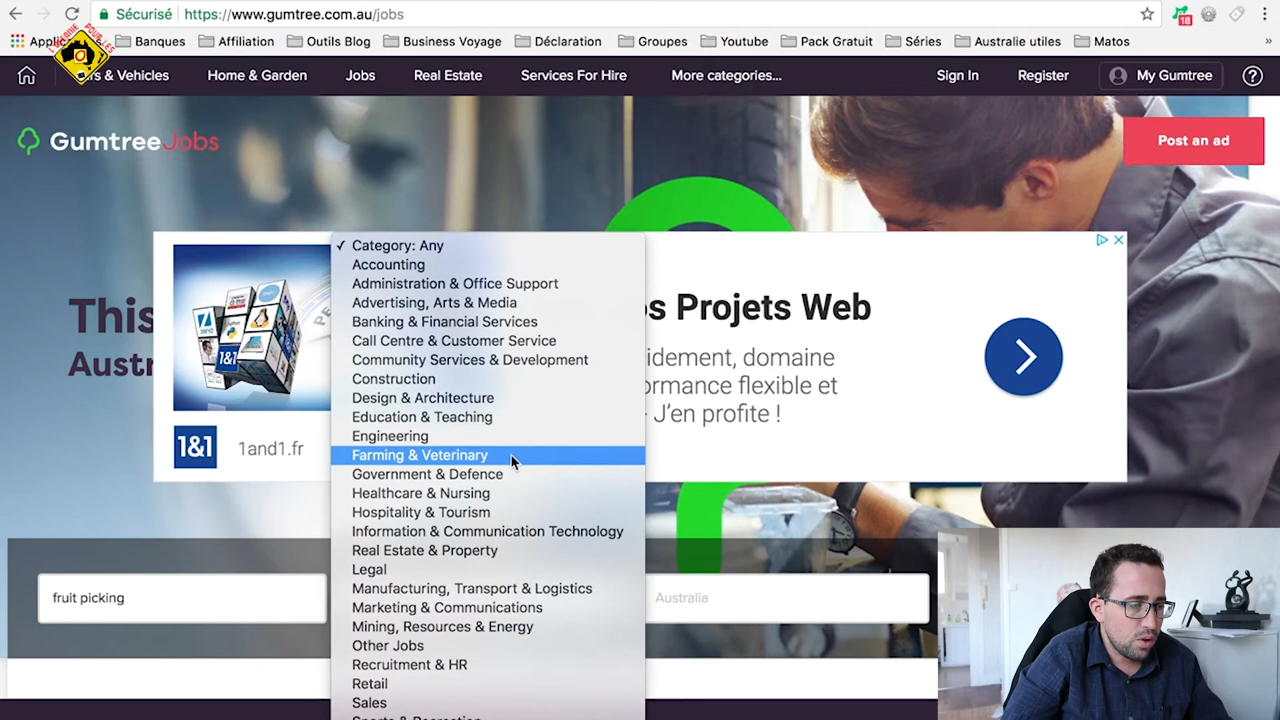 Sécurisé https://www.gumtree.com.au/jobs
18
Banques Affiliation Outils Blog Business Voyage Déclaration Groupes Youtube Pack Gratuit Séries Australie utiles Matos »
& Vehicles Home & Garden Jobs Real Estate Services For Hire More categories... Sign In Register My Gumtree ?
GumtreeJobs
Post an ad
✓ Category: Any
Accounting
Administration & Office Support
Advertising, Arts & Media
Banking & Financial Services
Call Centre & Customer Service
Community Services & Development
Construction
Design & Architecture
Education & Teaching
Engineering
Farming & Veterinary
Government & Defence
Healthcare & Nursing
Hospitality & Tourism
Information & Communication Technology
Real Estate & Property
Legal
Manufacturing, Transport & Logistics
Marketing & Communications
Mining, Resources & Energy
Other Jobs
Recruitment & HR
Retail
Sales
This
Austr
1&1
1&1
1and1.fr
os Projets Web
idement, domaine
rmance flexible et
J'en profite !
fruit picking
Australia